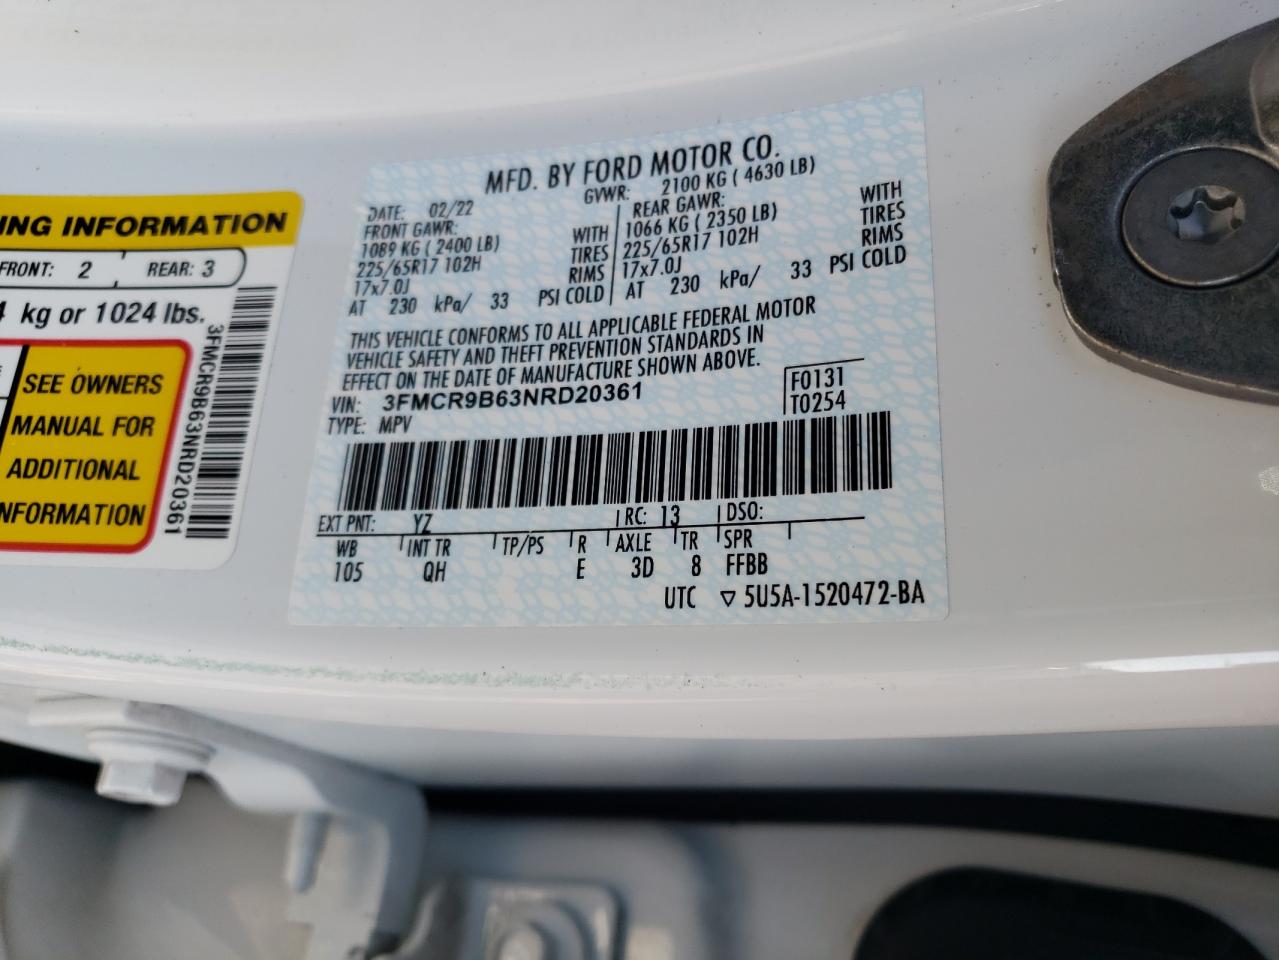 ING INFORMATION
FRONT: 2 REAR: 3
kg or 1024 lbs.
SEE OWNERS
MANUAL FOR
ADDITIONAL
INFORMATION
3FMCR9B63NRD20361
MFD. BY FORD MOTOR CO.
DATE: 02/22 GVWR: 2100 KG ( 4630 LB)
FRONT GAWR: REAR GAWR:
1089 KG ( 2400 LB) WITH 1066 KG ( 2350 LB) WITH
225/65R17 102H TIRES 225/65R17 102H TIRES
17x7.0J RIMS 17x7.0J RIMS
AT 230 kPa/ 33 PSI COLD AT 230 kPa/ 33 PSI COLD
THIS VEHICLE CONFORMS TO ALL APPLICABLE FEDERAL MOTOR
VEHICLE SAFETY AND THEFT PREVENTION STANDARDS IN
EFFECT ON THE DATE OF MANUFACTURE SHOWN ABOVE.
VIN: 3FMCR9B63NRD20361 F0131
TYPE: MPV T0254
EXT PNT: YZ RC: 13 DSO:
WB INT TR TP/PS R AXLE TR SPR
105 QH E 3D 8 FFBB
UTC ▽ 5U5A-1520472-BA